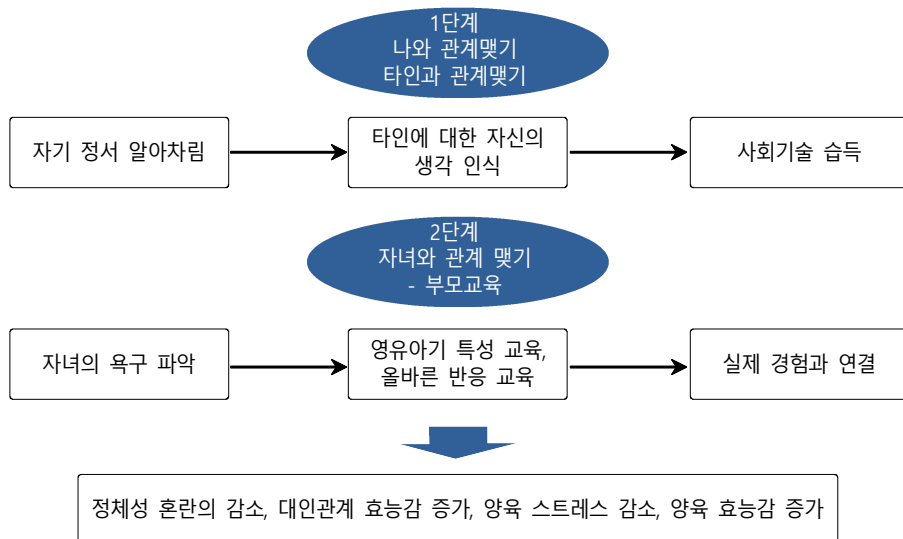 1단계
나와 관계맺기
타인과 관계맺기
자기 정서 알아차림
타인에 대한 자신의
생각 인식
사회기술 습득
2단계
자녀와 관계 맺기
- 부모교육
자녀의 욕구 파악
영유아기 특성 교육,
올바른 반응 교육
실제 경험과 연결
정체성 혼란의 감소, 대인관계 효능감 증가, 양육 스트레스 감소, 양육 효능감 증가